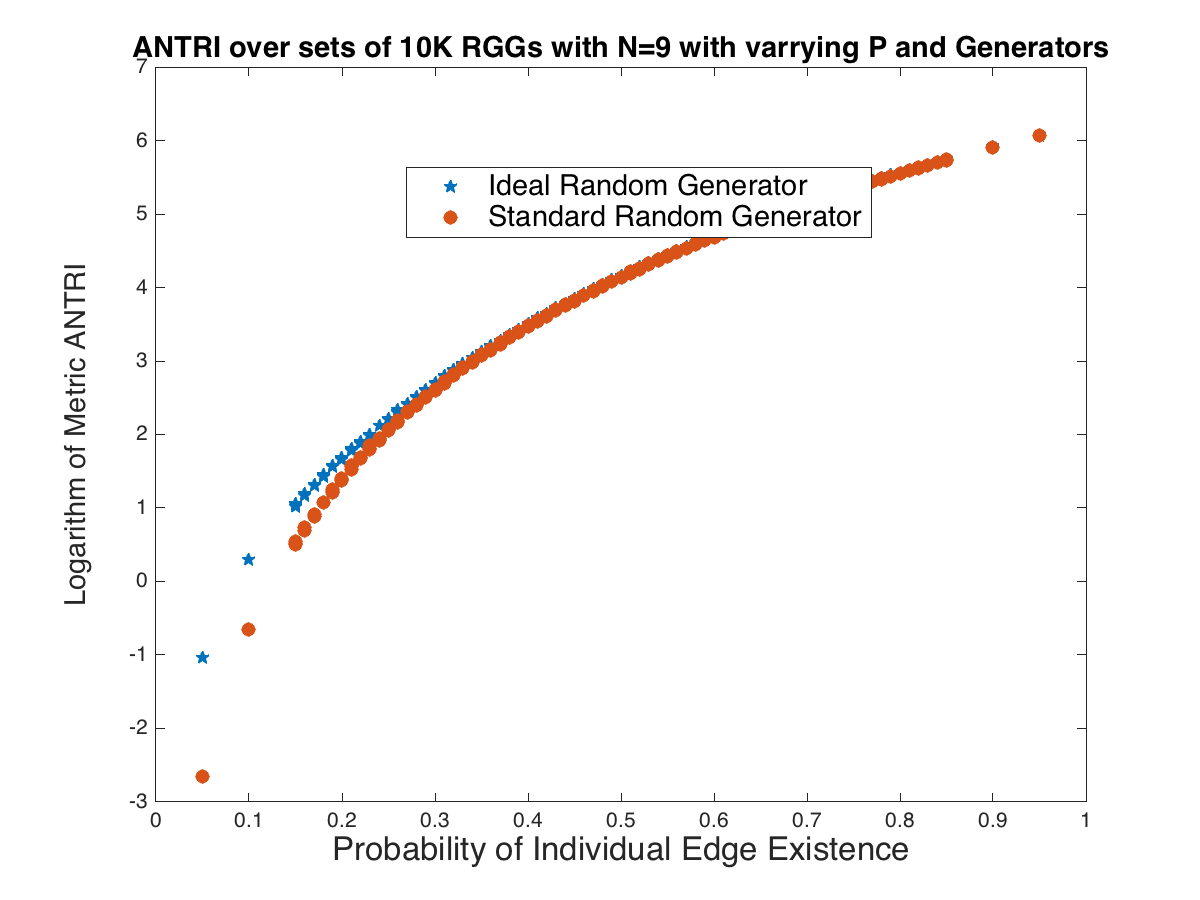 ANTRI over sets of 10K RGGs with N=9 with varrying P and Generators
7
6
5
4
3
2
1
0
-1
-2
-3
Logarithm of Metric ANTRI
Ideal Random Generator
Standard Random Generator
0 0.1 0.2 0.3 0.4 0.5 0.6 0.7 0.8 0.9 1
Probability of Individual Edge Existence